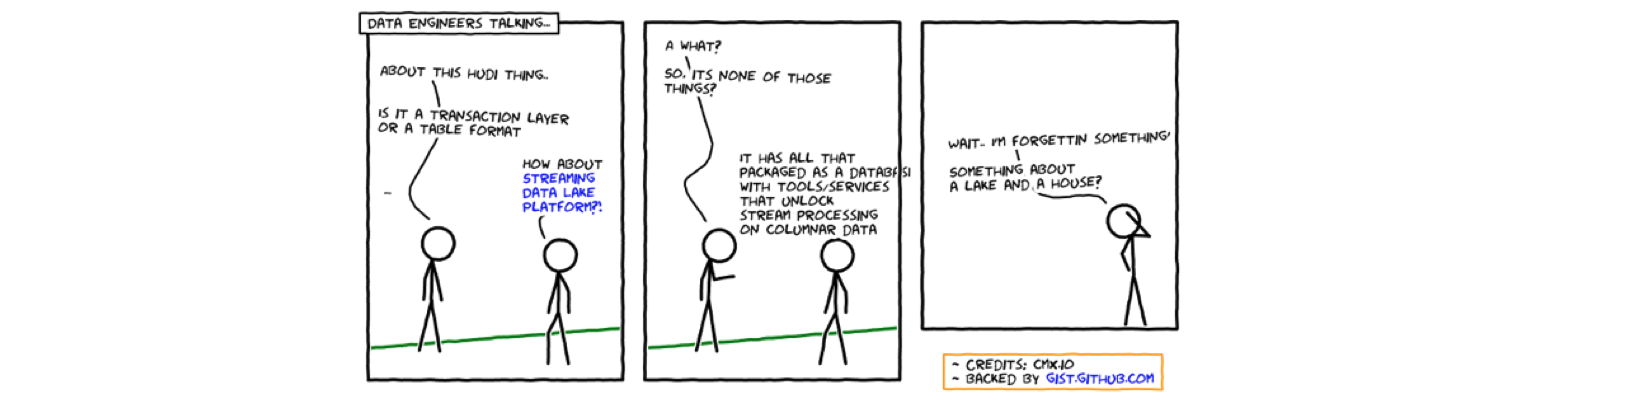 DATA ENGINEERS TALKING...
ABOUT THIS HUDI THING..
IS IT A TRANSACTION LAYER
OR A TABLE FORMAT
~
HOW ABOUT
STREAMING
DATA LAKE
PLATFORM?!
A WHAT?
SO, ITS NONE OF THOSE
THINGS?
IT HAS ALL THAT
PACKAGED AS A DATABASE
WITH TOOLS/SERVICES
THAT UNLOCK
STREAM PROCESSING
ON COLUMNAR DATA
WAIT.. I'M FORGETTIN SOMETHING'
SOMETHING ABOUT
A LAKE AND A HOUSE?
~ CREDITS: CMX.IO
~ BACKED BY GIST.GITHUB.COM